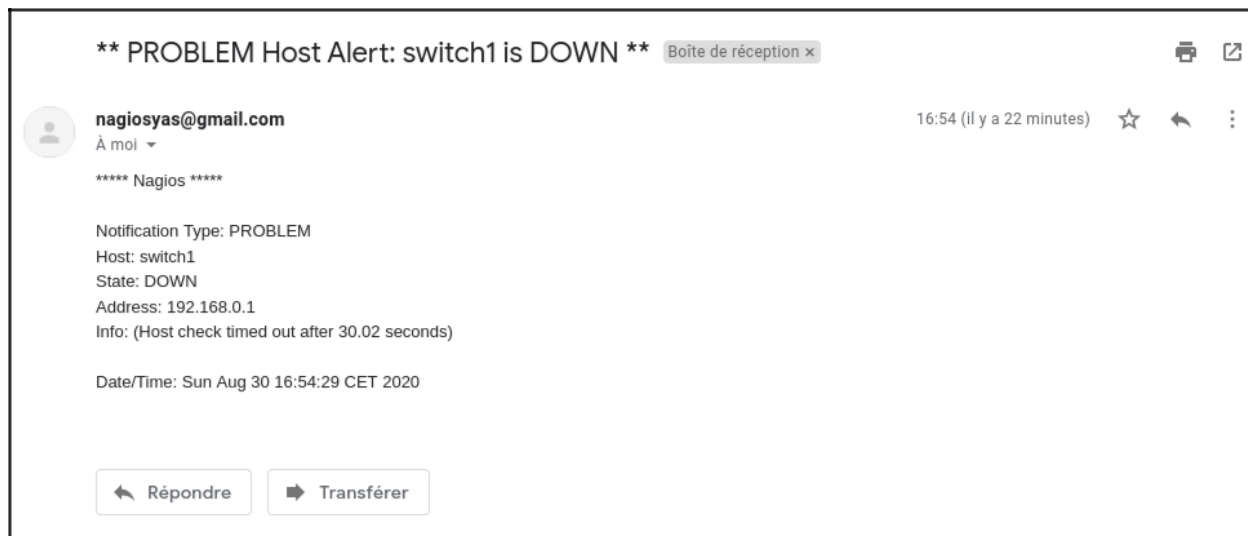 ** PROBLEM Host Alert: switch1 is DOWN ** Boîte de réception ×
nagiosyas@gmail.com 16:54 (il y a 22 minutes)
À moi
***** Nagios *****
Notification Type: PROBLEM
Host: switch1
State: DOWN
Address: 192.168.0.1
Info: (Host check timed out after 30.02 seconds)
Date/Time: Sun Aug 30 16:54:29 CET 2020
Répondre Transférer